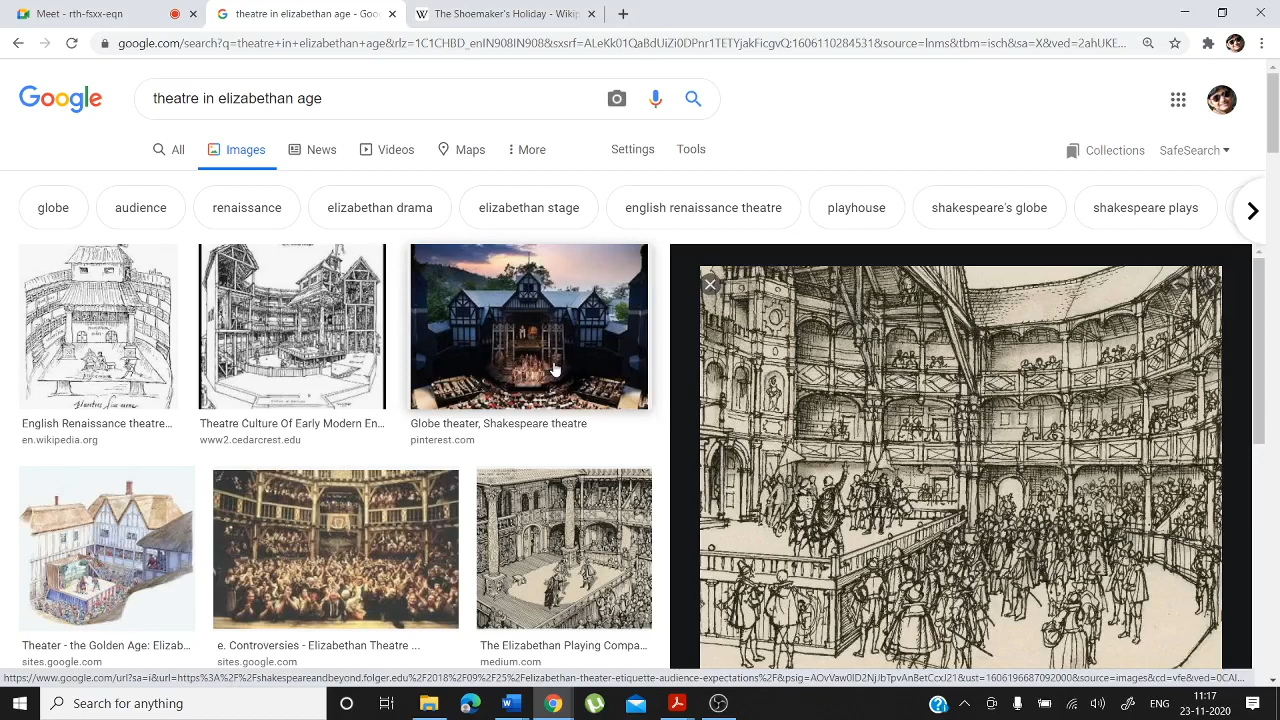 Meet - rth-fsxx-eqn
theatre in elizabethan age - Goo
The Shoemaker's Holiday - Wikip
google.com/search?q=theatre+in+elizabethan+age&rlz=1C1CHBD_enIN908IN908&sxsrf=ALeKk01QaBdUiZi0DPnr1TETYjakFicgvQ:1606110284531&source=lnms&tbm=isch&sa=X&ved=2ahUKE...
Google
theatre in elizabethan age
All Images News Videos Maps More Settings Tools Collections SafeSearch
globe audience renaissance elizabethan drama elizabethan stage english renaissance theatre playhouse shakespeare's globe shakespeare plays
English Renaissance theatre...
en.wikipedia.org
Theatre Culture Of Early Modern En...
www2.cedarcrest.edu
Globe theater, Shakespeare theatre
pinterest.com
Theater - the Golden Age: Elizab...
sites.google.com
e. Controversies - Elizabethan Theatre ...
sites.google.com
The Elizabethan Playing Compa...
medium.com
Type here to search
ENG
11:17
23-11-2020